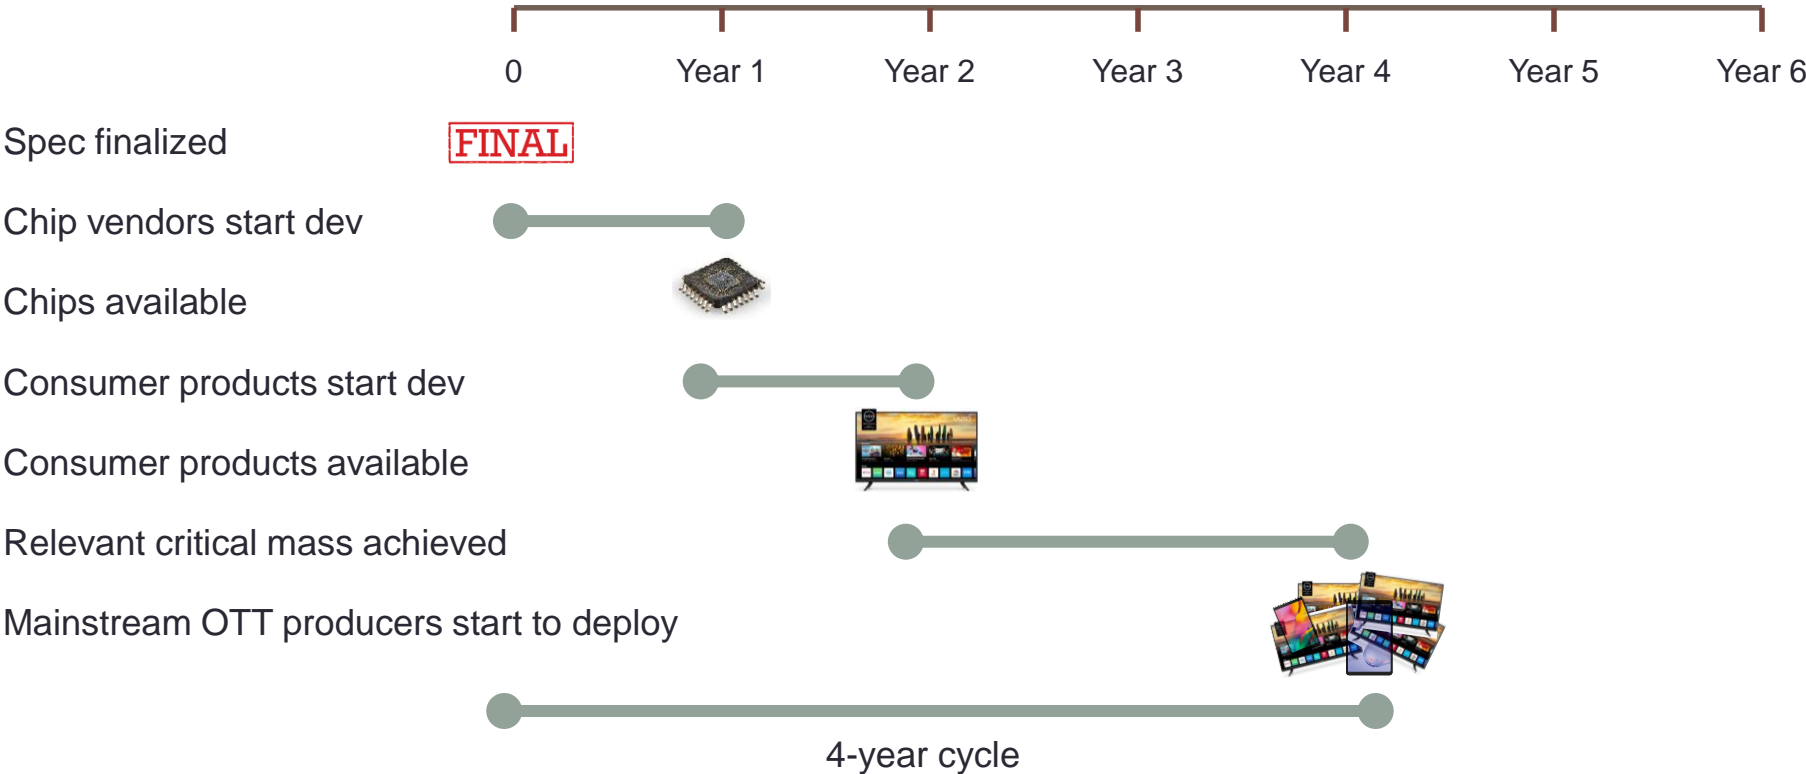 0 Year 1 Year 2 Year 3 Year 4 Year 5 Year 6
Spec finalized FINAL
Chip vendors start dev
Chips available
Consumer products start dev
Consumer products available
Relevant critical mass achieved
Mainstream OTT producers start to deploy
4-year cycle